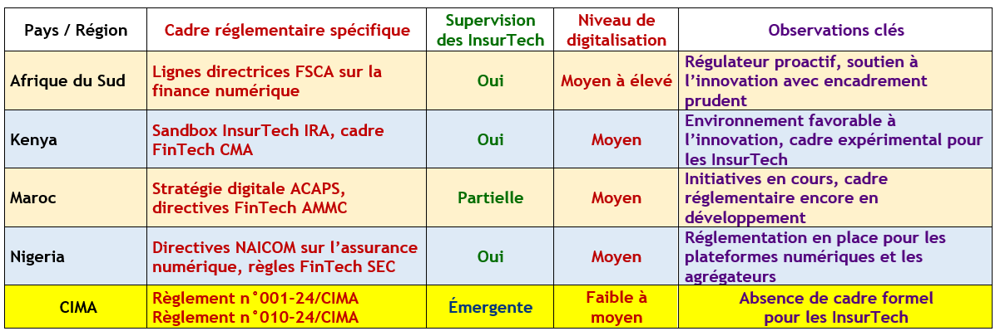 Pays / Région
Cadre réglementaire spécifique
Supervision
des InsurTech
Niveau de
digitalisation
Observations clés
Afrique du Sud
Lignes directrices FSCA sur la
finance numérique
Oui
Moyen à élevé
Régulateur proactif, soutien à
l’innovation avec encadrement
prudent
Kenya
Sandbox InsurTech IRA, cadre
FinTech CMA
Oui
Moyen
Environnement favorable à
l’innovation, cadre expérimental pour
les InsurTech
Maroc
Stratégie digitale ACAPS,
directives FinTech AMMC
Partielle
Moyen
Initiatives en cours, cadre
réglementaire encore en
développement
Nigeria
Directives NAICOM sur l’assurance
numérique, règles FinTech SEC
Oui
Moyen
Réglementation en place pour les
plateformes numériques et les
agrégateurs
CIMA
Règlement n°001-24/CIMA
Règlement n°010-24/CIMA
Émergente
Faible à
moyen
Absence de cadre formel
pour les InsurTech